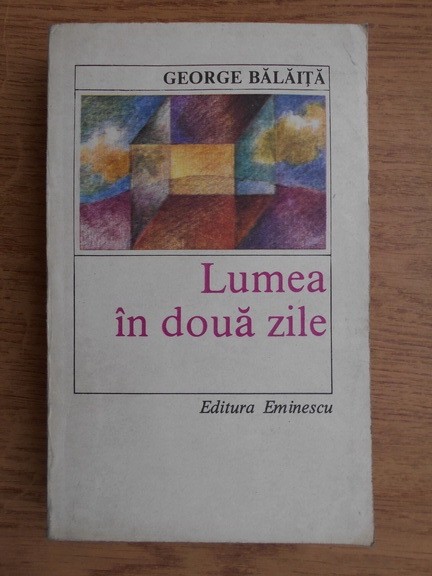 GEORGE BĂLĂIȚĂ
Lumea
în două zile
Editura Eminescu